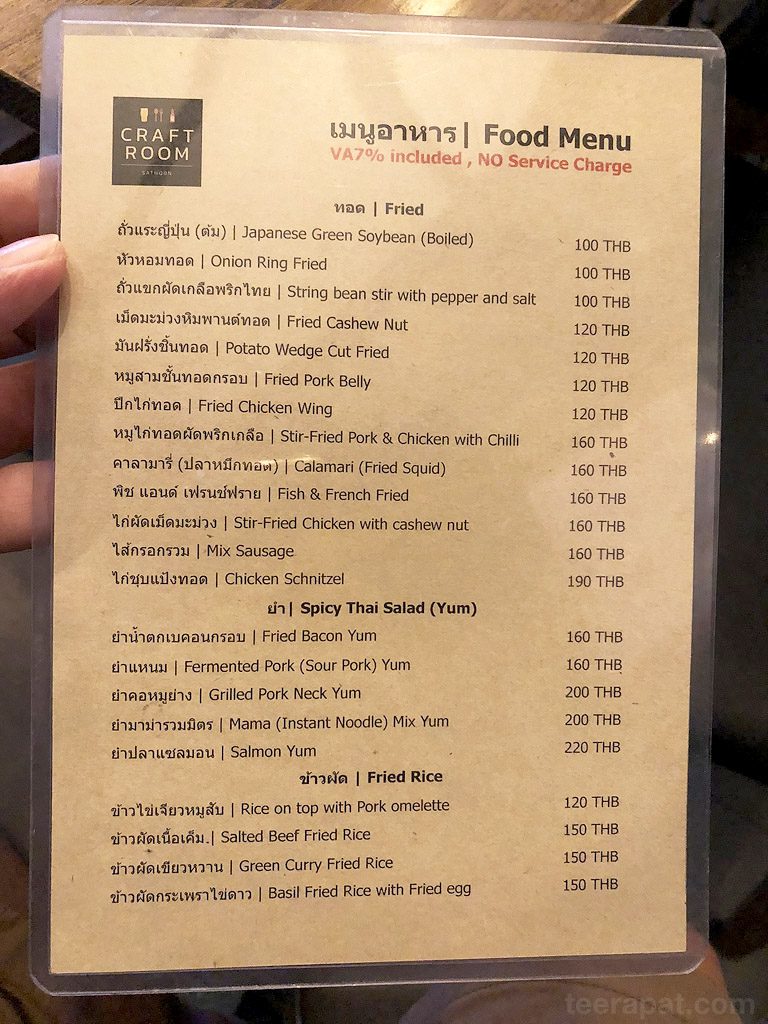 CRAFT
ROOM
SATHORN
เมนูอาหาร | Food Menu
VA7% included , NO Service Charge
ทอด | Fried
ถั่วแระญี่ปุ่น (ต้ม) | Japanese Green Soybean (Boiled) 100 THB
หัวหอมทอด | Onion Ring Fried 100 THB
ถั่วแขกผัดเกลือพริกไทย | String bean stir with pepper and salt 100 THB
เม็ดมะม่วงหิมพานต์ทอด | Fried Cashew Nut 120 THB
มันฝรั่งชิ้นทอด | Potato Wedge Cut Fried 120 THB
หมูสามชั้นทอดกรอบ | Fried Pork Belly 120 THB
ปีกไก่ทอด | Fried Chicken Wing 120 THB
หมูไก่ทอดผัดพริกเกลือ | Stir-Fried Pork & Chicken with Chilli 160 THB
คาลามารี่ (ปลาหมึกทอด) | Calamari (Fried Squid) 160 THB
พิช แอนด์ เฟรนช์ฟราย | Fish & French Fried 160 THB
ไก่ผัดเม็ดมะม่วง | Stir-Fried Chicken with cashew nut 160 THB
ไส้กรอกรวม | Mix Sausage 160 THB
ไก่ชุบแป้งทอด | Chicken Schnitzel 190 THB
ยำ | Spicy Thai Salad (Yum)
ยำน้ำตกเบคอนกรอบ | Fried Bacon Yum 160 THB
ยำแหนม | Fermented Pork (Sour Pork) Yum 160 THB
ยำคอหมูย่าง | Grilled Pork Neck Yum 200 THB
ยำมาม่ารวมมิตร | Mama (Instant Noodle) Mix Yum 200 THB
ยำปลาแซลมอน | Salmon Yum 220 THB
ข้าวผัด | Fried Rice
ข้าวไข่เจียวหมูสับ | Rice on top with Pork omelette 120 THB
ข้าวผัดเนื้อเค็ม | Salted Beef Fried Rice 150 THB
ข้าวผัดเขียวหวาน | Green Curry Fried Rice 150 THB
ข้าวผัดกระเพราไข่ดาว | Basil Fried Rice with Fried egg 150 THB
teerapat.com